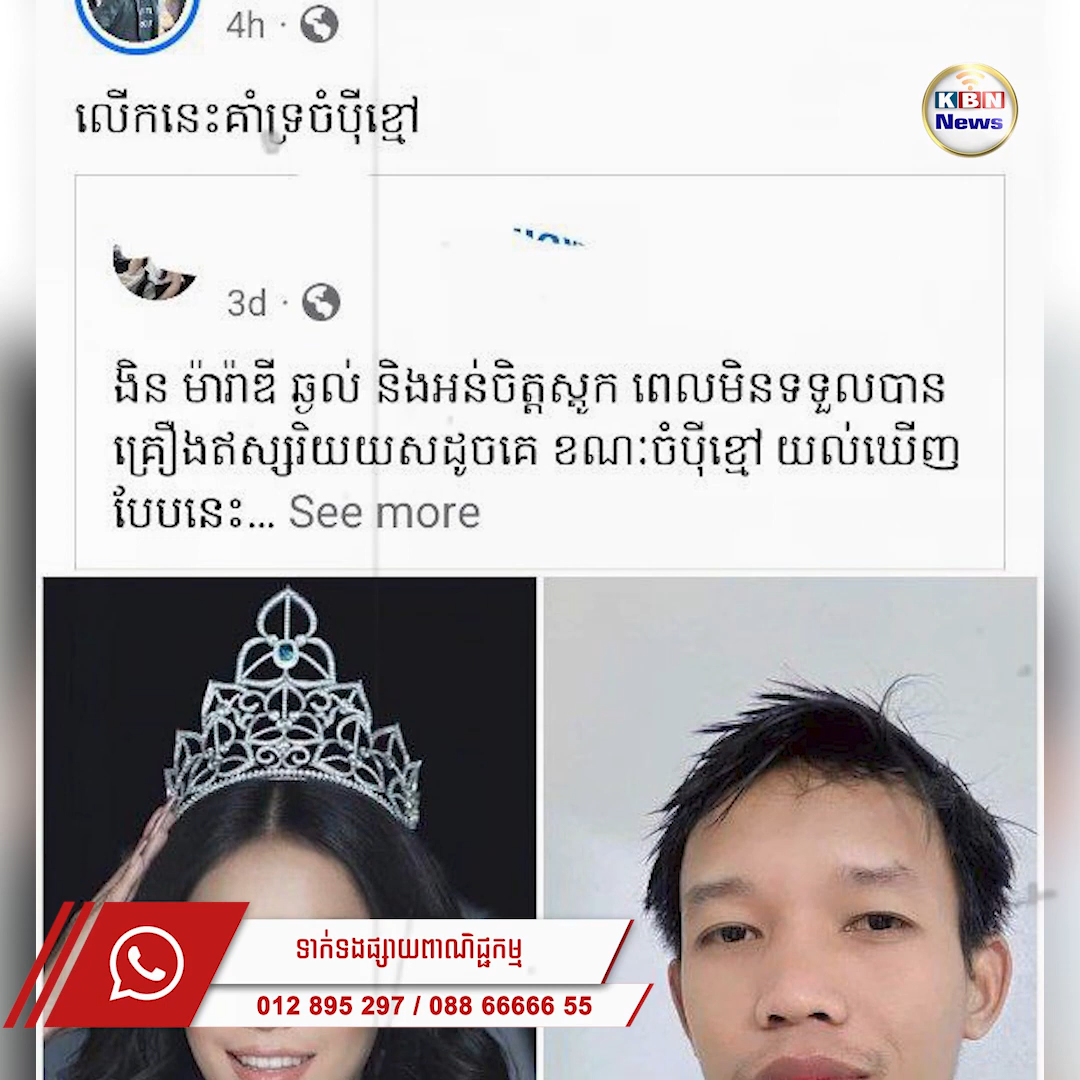 4h ·
KBN
News
លើកនេះគាំទ្រចំប៉ីខ្មៅ
3d ·
ងិន ម៉ារ៉ាឌី ឆ្ងល់ និងអន់ចិត្តស្តូក ពេលមិនទទួលបាន
គ្រឿងឥស្សរិយយសដូចគេ ខណៈចំប៉ីខ្មៅ យល់ឃើញ
បែបនេះ... See more
ទាក់ទងផ្សាយពាណិជ្ជកម្ម
012 895 297 / 088 66666 55